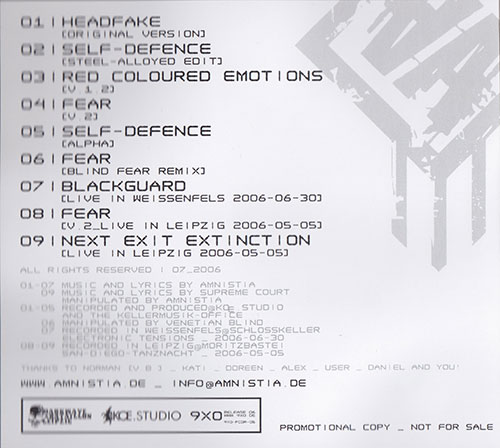 01 | HEADFAKE
[ORIGINAL VERSION]
02 | SELF-DEFENCE
[STEEL-ALLOYED EDIT]
03 | RED COLOURED EMOTIONS
[V.1.2]
04 | FEAR
[V.2]
05 | SELF-DEFENCE
[ALPHA]
06 | FEAR
[BLIND FEAR REMIX]
07 | BLACKGUARD
[LIVE IN WEISSENFELS 2006-06-30]
08 | FEAR
[V.2_LIVE IN LEIPZIG 2006-05-05]
09 | NEXT EXIT EXTINCTION
[LIVE IN LEIPZIG 2006-05-05]
ALL RIGHTS RESERVED | 07_2006
01-07 MUSIC AND LYRICS BY AMNISTIA
09 MUSIC AND LYRICS BY SUPREME COURT
MANIPULATED BY AMNISTIA
01-05 RECORDED AND PRODUCED@KOE STUDIO
AND THE KELLERMUSIK-OFFICE
06 MANIPULATED BY VENETIAN BLIND
07 RECORDED IN WEISSENFELS@SCHLOSSKELLER
ELECTRONIC TENSIONS _ 2006-06-30
08-09 RECORDED IN LEIPZIG@MORITZBASTEI
SAN-DIEGO-TANZNACHT _ 2006-05-05
THANKS TO NORMAN [V.B.] _ KATI _ DOREEN _ ALEX _ USER _ DANIEL AND YOU!
WWW.AMNISTIA.DE _ INFO@AMNISTIA.DE
KOE.STUDIO 9XO
PROMOTIONAL COPY _ NOT FOR SALE